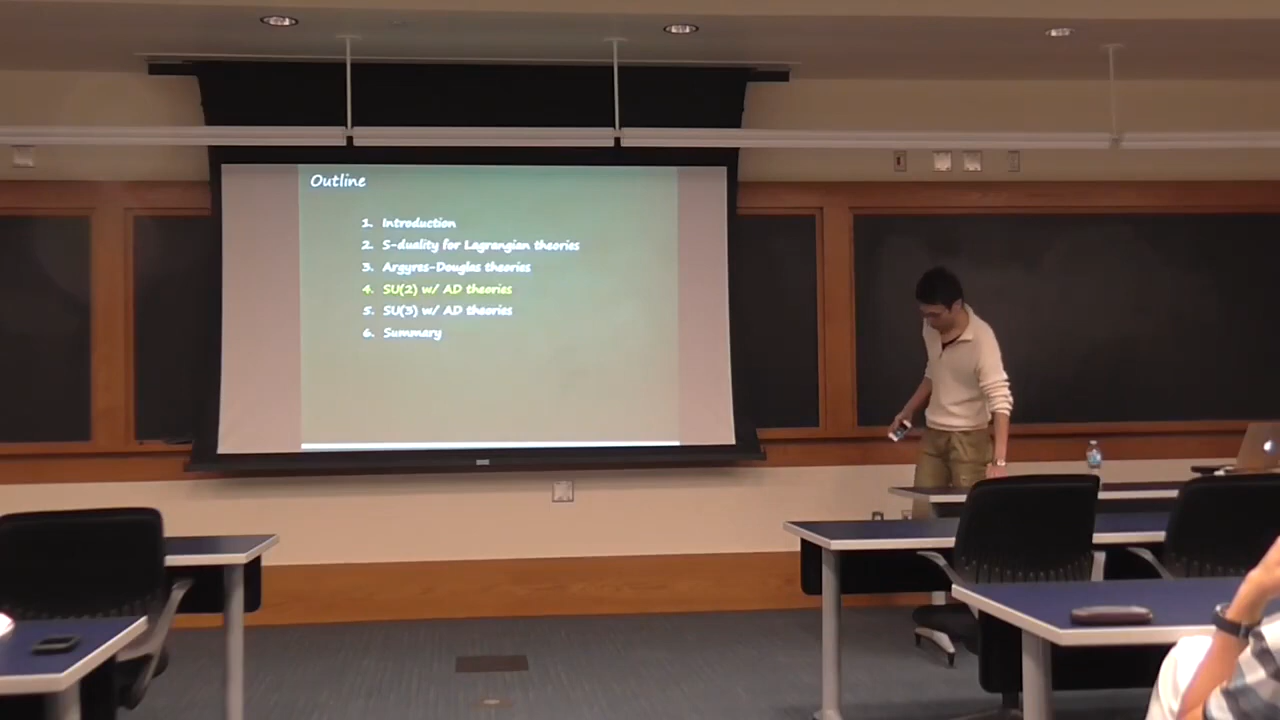 Outline
1. Introduction
2. S-duality for Lagrangian theories
3. Argyres-Douglas theories
4. SU(2) w/ AD theories
5. SU(3) w/ AD theories
6. Summary